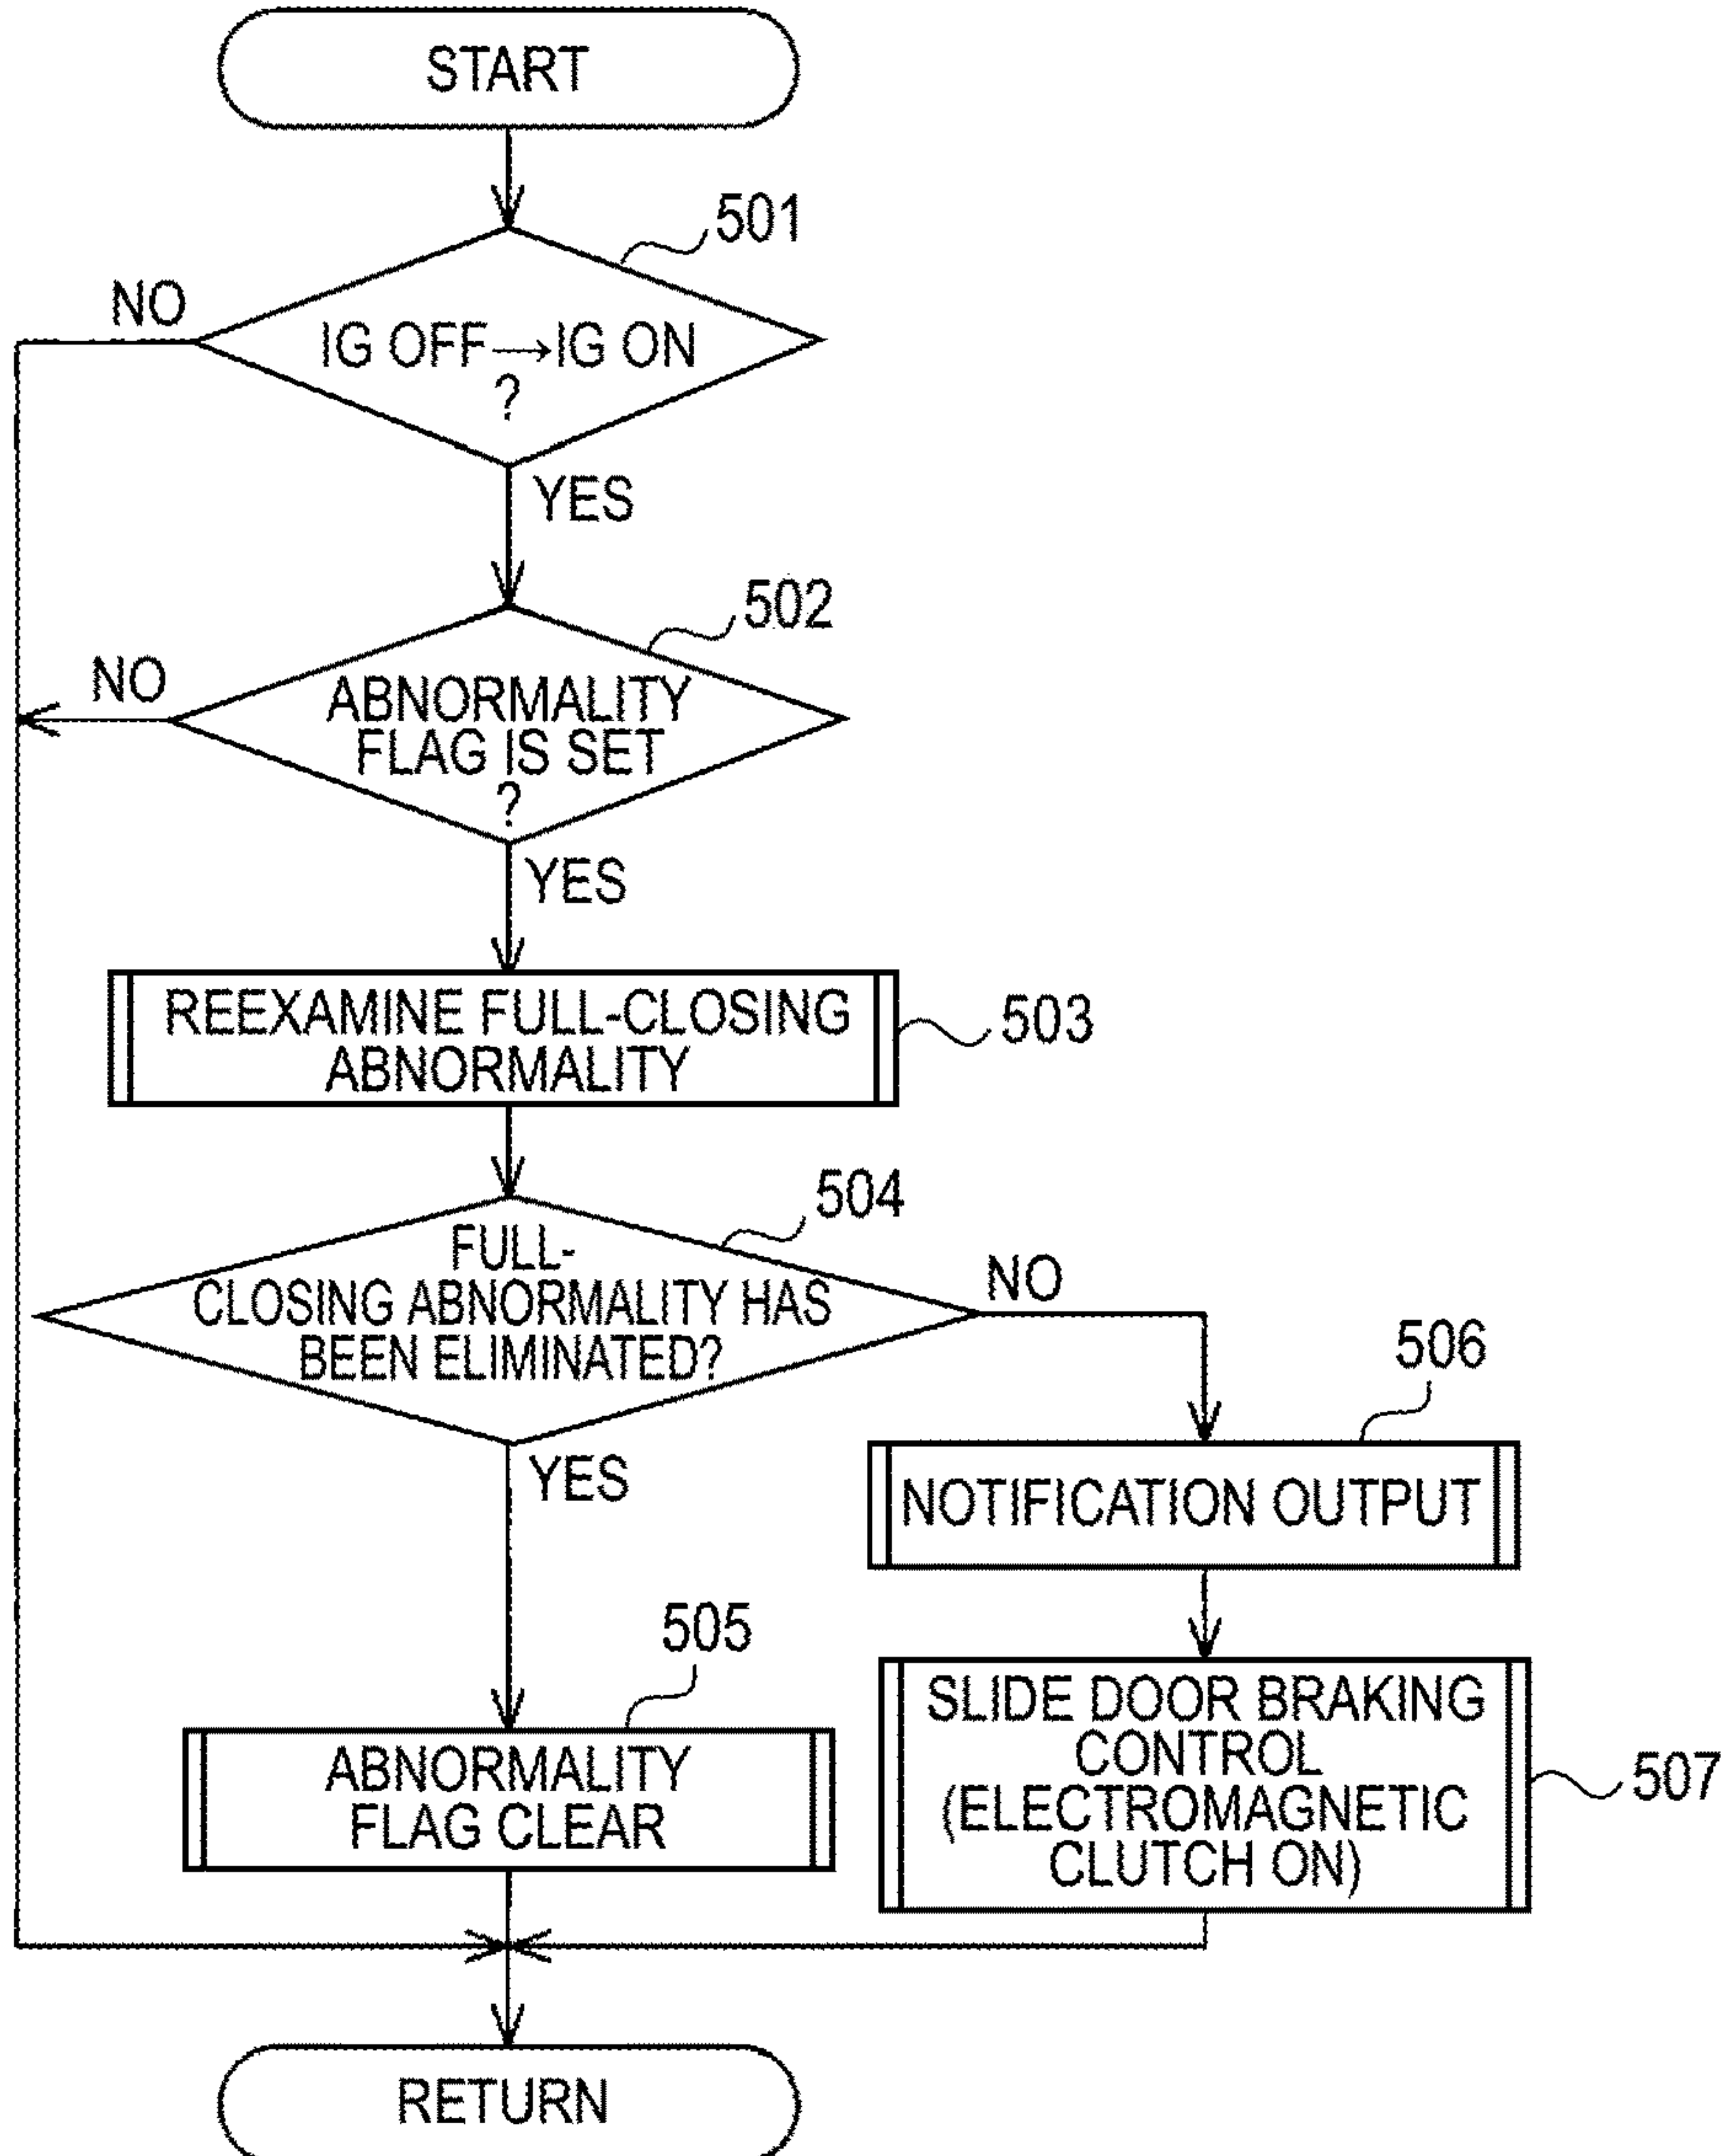 START
501
NO
IG OFF→IG ON
?
YES
502
NO
ABNORMALITY
FLAG IS SET
?
YES
REEXAMINE FULL-CLOSING
ABNORMALITY
503
504
FULL-
CLOSING ABNORMALITY HAS
BEEN ELIMINATED?
NO
YES
506
NOTIFICATION OUTPUT
505
ABNORMALITY
FLAG CLEAR
SLIDE DOOR BRAKING
CONTROL
(ELECTROMAGNETIC
CLUTCH ON)
507
RETURN